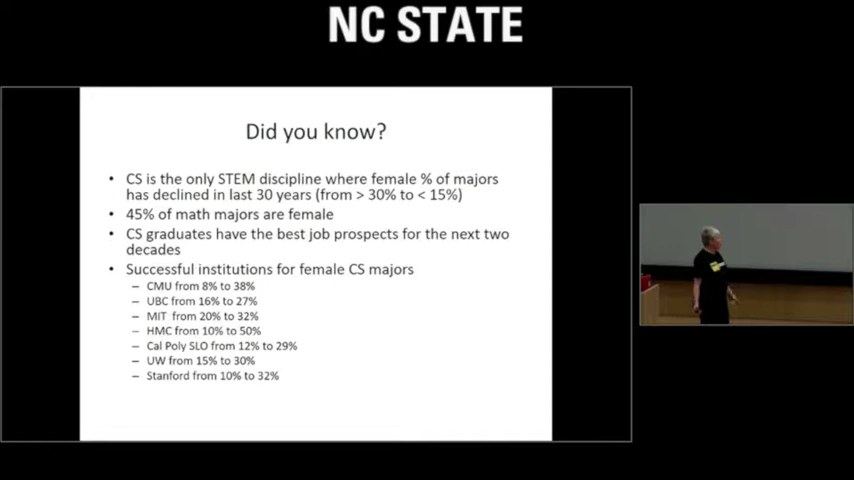 NC STATE
Did you know?
• CS is the only STEM discipline where female % of majors
has declined in last 30 years (from > 30% to < 15%)
• 45% of math majors are female
• CS graduates have the best job prospects for the next two
decades
• Successful institutions for female CS majors
– CMU from 8% to 38%
– UBC from 16% to 27%
– MIT from 20% to 32%
– HMC from 10% to 50%
– Cal Poly SLO from 12% to 29%
– UW from 15% to 30%
– Stanford from 10% to 32%